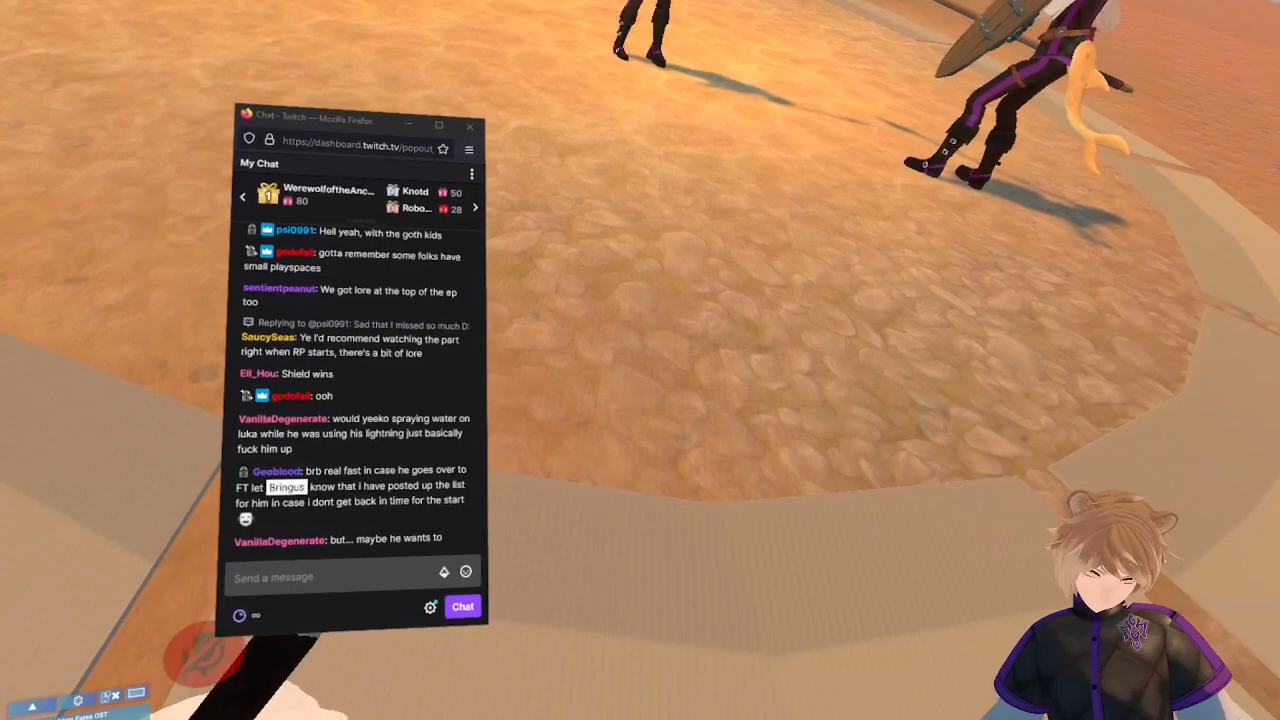 Chat - Twitch — Mozilla Firefox
https://dashboard.twitch.tv/popout
My Chat
WerewolfoftheAnc... Knotd 50
80 Robo... 28
psi0991: Hell yeah, with the goth kids
godofall: gotta remember some folks have
small playspaces
sentientpeanut: We got lore at the top of the ep
too
Replying to @psi0991: Sad that I missed so much D:
SaucySeas: Ye I'd recommend watching the part
right when RP starts, there's a bit of lore
Ell_Hou: Shield wins
godofall: ooh
VanillaDegenerate: would yeeko spraying water on
luka while he was using his lightning just basically
fuck him up
Geoblood: brb real fast in case he goes over to
FT let Bringus know that i have posted up the list
for him in case i dont get back in time for the start
VanillaDegenerate: but... maybe he wants to
Send a message
∞ Chat
Fates OST